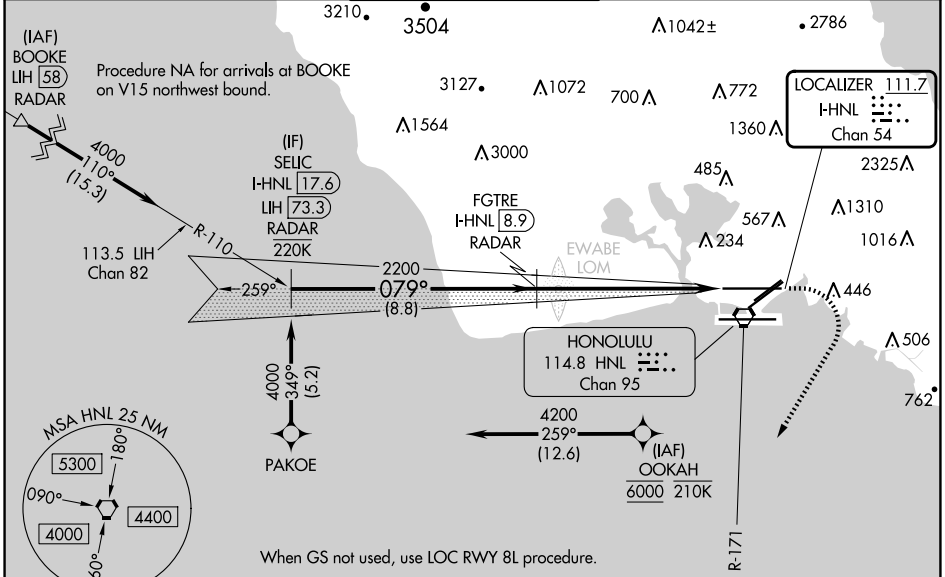 3210
3504
1042±
2786
(IAF)
BOOKE
LIH 58
RADAR
Procedure NA for arrivals at BOOKE
on V15 northwest bound.
3127
1072
700
772
LOCALIZER 111.7
I-HNL
Chan 54
1564
1360
4000
110°
(15.3)
(IF)
SELIC
I-HNL 17.6
LIH 73.3
RADAR
220K
3000
2325
485
FGTRE
I-HNL 8.9
RADAR
567
1310
R-110
113.5 LIH
Chan 82
EWABE
LOM
234
1016
2200
259°
079°
(8.8)
446
HONOLULU
114.8 HNL
Chan 95
506
4000
349°
(5.2)
762
PAKOE
4200
259°
(12.6)
(IAF)
OOKAH
6000 210K
MSA HNL 25 NM
180°
5300
090°
4400
4000
60°
R-171
When GS not used, use LOC RWY 8L procedure.